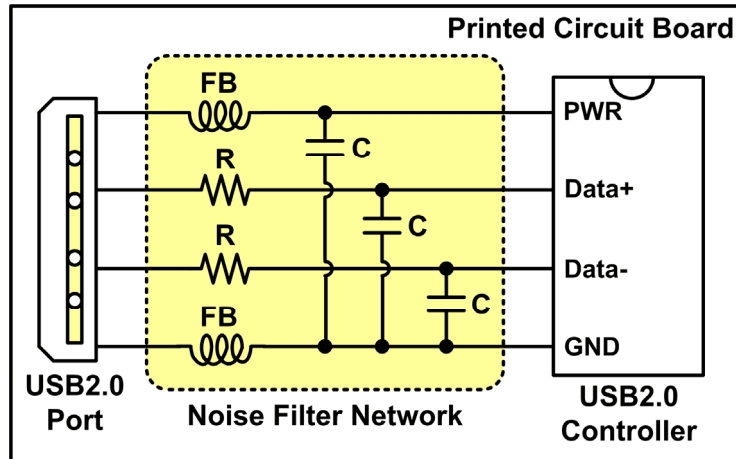 Printed Circuit Board
FB
PWR
C
R
Data+
C
R
Data-
C
FB
GND
USB2.0
Port
Noise Filter Network
USB2.0
Controller